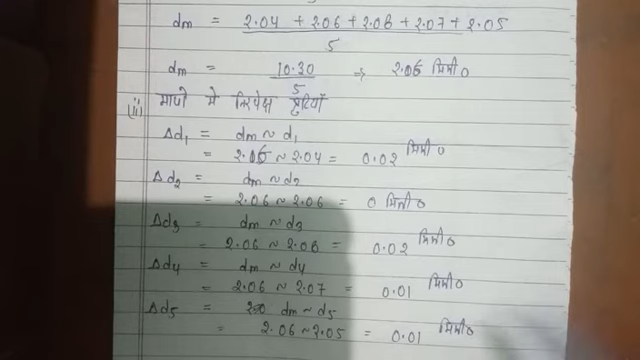 dm = 2.04 + 2.06 + 2.08 + 2.07 + 2.05
5
dm = 10.30 ⇒ 2.06 मिमी०
5
(ii) मापो मे निरपेक्ष त्रुटियाँ
Δd₁ = dm ~ d₁
= 2.06 ~ 2.04 = 0.02 मिमी०
Δd₂ = dm ~ d₂
= 2.06 ~ 2.06 = 0 मिमी०
Δd₃ = dm ~ d₃
= 2.06 ~ 2.08 = 0.02 मिमी०
Δd₄ = dm ~ d₄
= 2.06 ~ 2.07 = 0.01 मिमी०
Δd₅ = dm ~ d₅
= 2.06 ~ 2.05 = 0.01 मिमी०